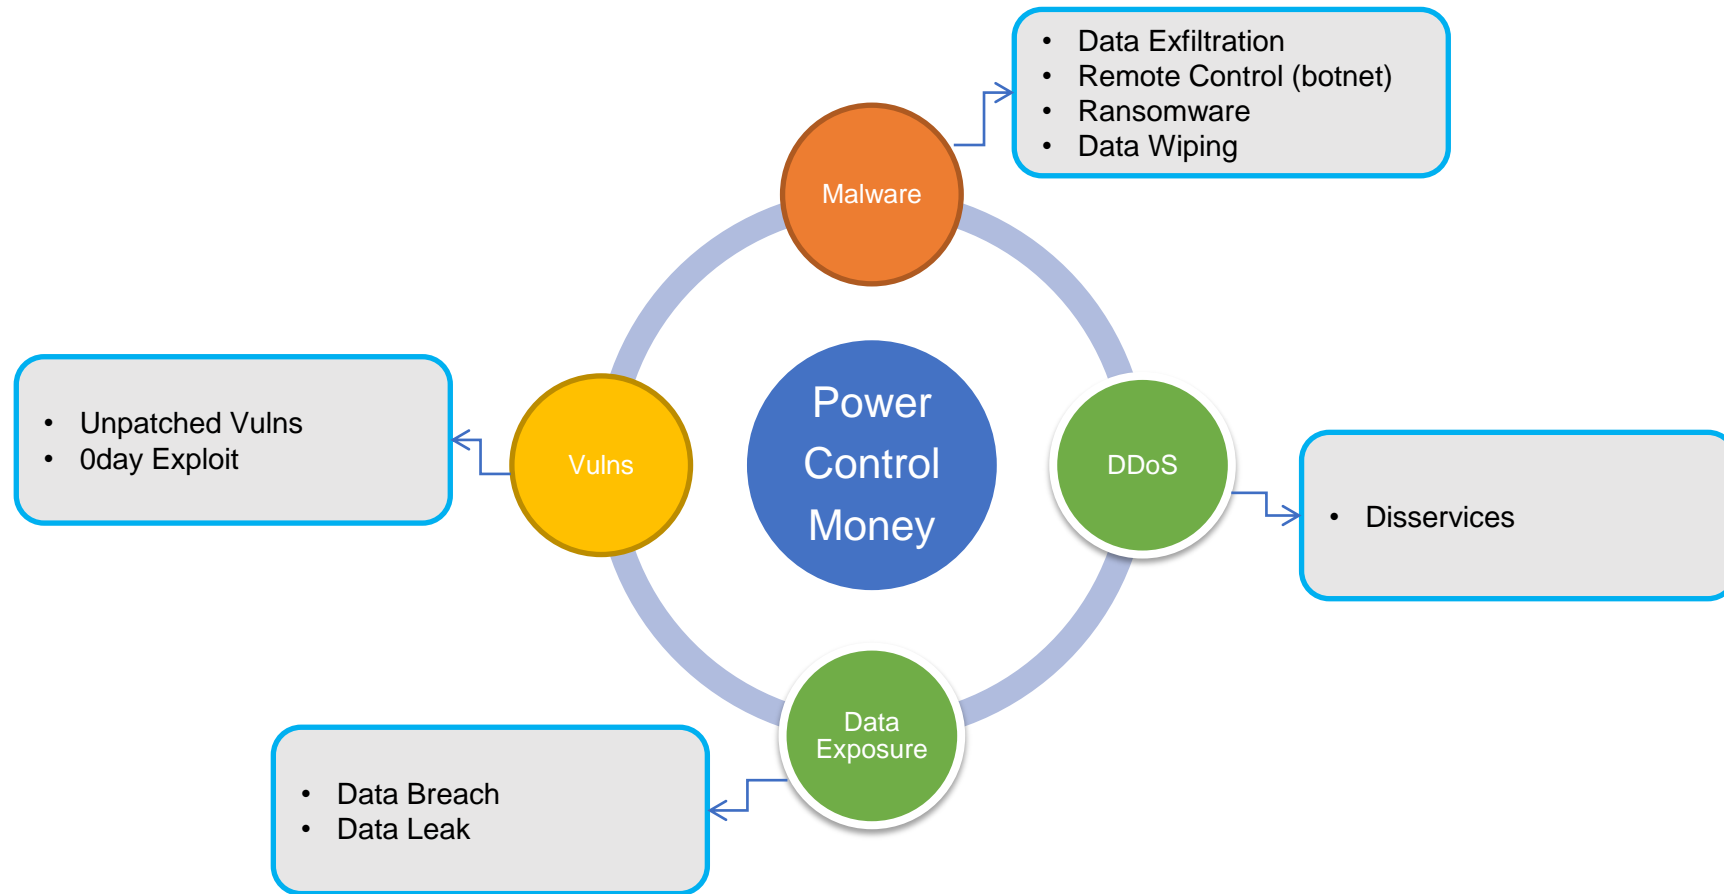 • Data Exfiltration
• Remote Control (botnet)
• Ransomware
• Data Wiping
Malware
Power
Control
Money
• Unpatched Vulns
• 0day Exploit
Vulns
DDoS
• Disservices
Data
Exposure
• Data Breach
• Data Leak